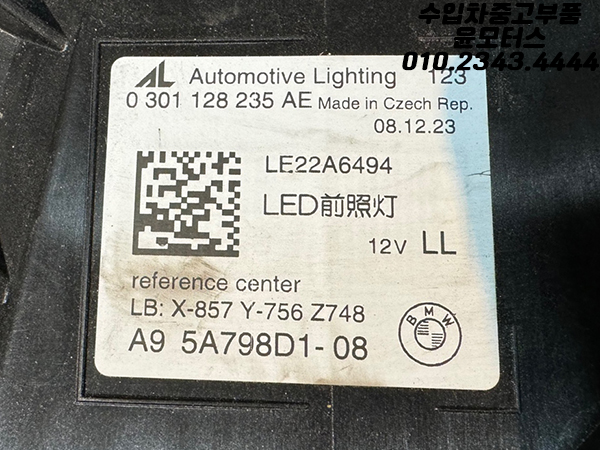 수입차중고부품
윤모터스
010.2343.4444
AL Automotive Lighting 123
0 301 128 235 AE Made in Czech Rep.
08.12.23
LE22A6494
LED前照灯
12V LL
reference center
LB: X-857 Y-756 Z748
A9 5A798D1-08
BMW